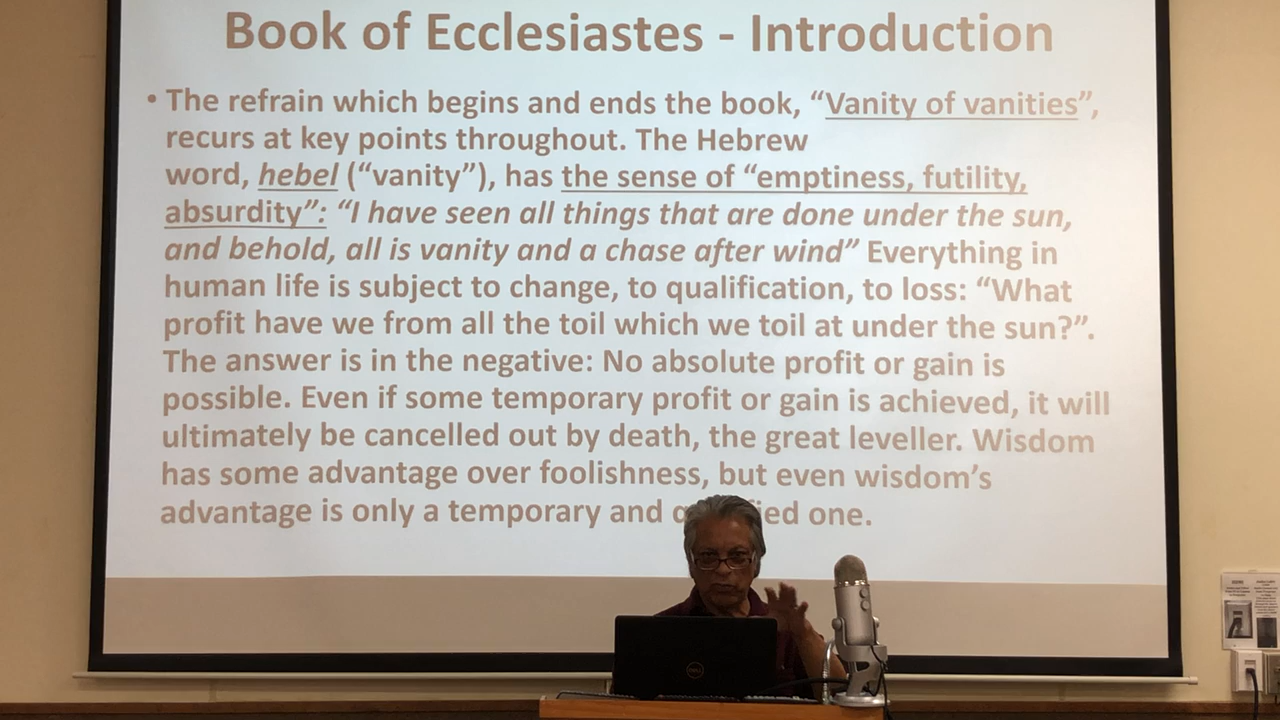 Book of Ecclesiastes - Introduction
• The refrain which begins and ends the book, “Vanity of vanities”,
recurs at key points throughout. The Hebrew
word, hebel (“vanity”), has the sense of “emptiness, futility,
absurdity”: “I have seen all things that are done under the sun,
and behold, all is vanity and a chase after wind” Everything in
human life is subject to change, to qualification, to loss: “What
profit have we from all the toil which we toil at under the sun?”.
The answer is in the negative: No absolute profit or gain is
possible. Even if some temporary profit or gain is achieved, it will
ultimately be cancelled out by death, the great leveller. Wisdom
has some advantage over foolishness, but even wisdom’s
advantage is only a temporary and one.
DELL